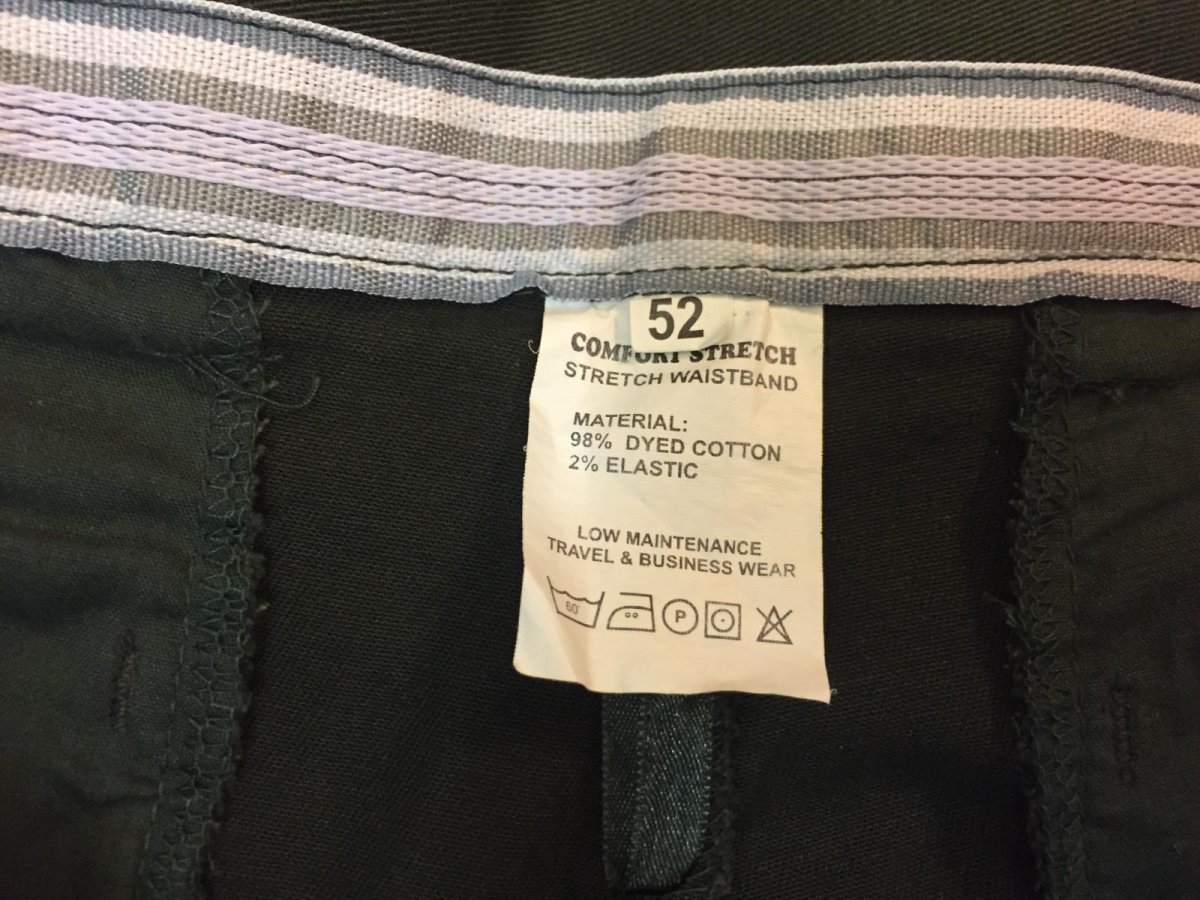 52
COMFORT STRETCH
STRETCH WAISTBAND
MATERIAL:
98% DYED COTTON
2% ELASTIC
LOW MAINTENANCE
TRAVEL & BUSINESS WEAR
60° P